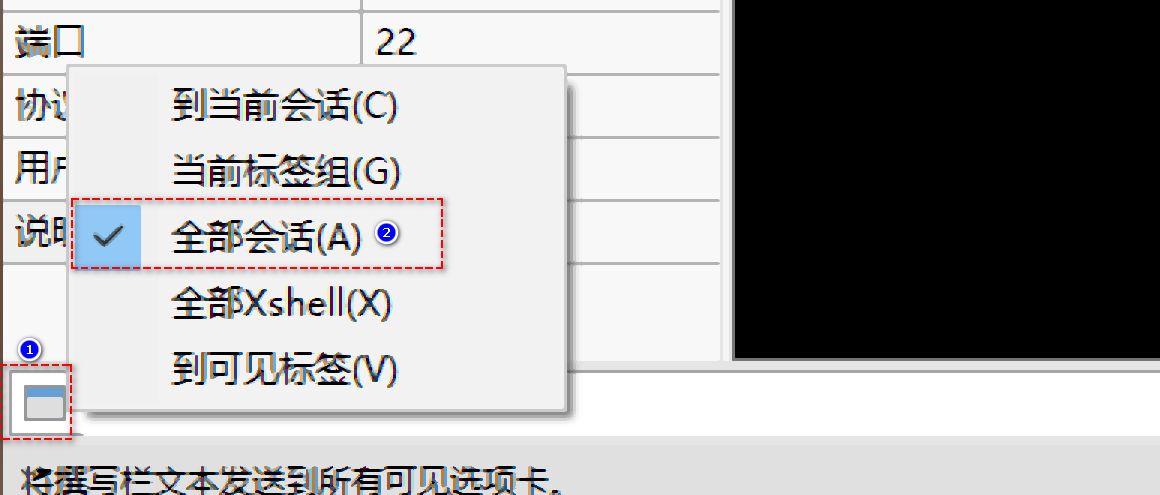 端口 22
到当前会话(C)
协议
当前标签组(G)
用户
全部会话(A) 2
说明
全部Xshell(X)
1
到可见标签(V)
将撰写栏文本发送到所有可见选项卡。